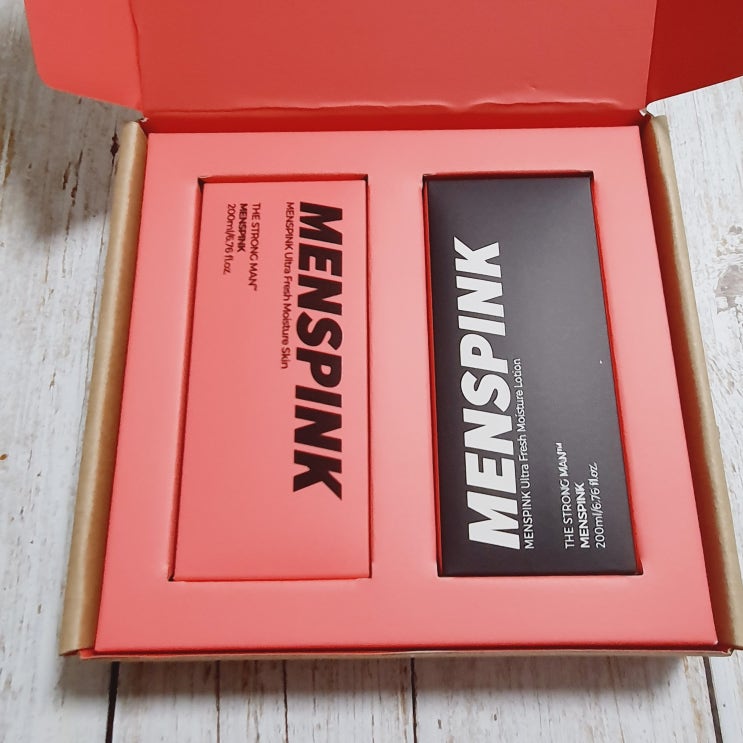 MENSPINK
MENSPINK Ultra Fresh Moisture Skin
THE STRONG MAN™
MENSPINK
200ml/6.76 fl.oz.
MENSPINK
MENSPINK Ultra Fresh Moisture Lotion
THE STRONG MAN™
MENSPINK
200ml/6.76 fl.oz.